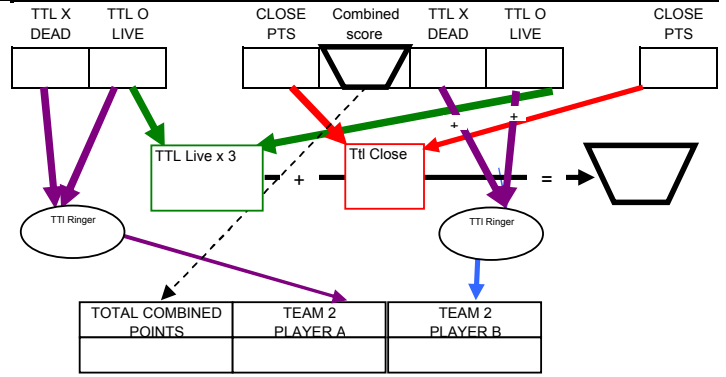 TTL X TTL O CLOSE Combined TTL X TTL O CLOSE
DEAD LIVE PTS score DEAD LIVE PTS
+ +
TTL Live x 3 Ttl Close
+ =
TTl Ringer TTl Ringer
TOTAL COMBINED TEAM 2 TEAM 2
POINTS PLAYER A PLAYER B